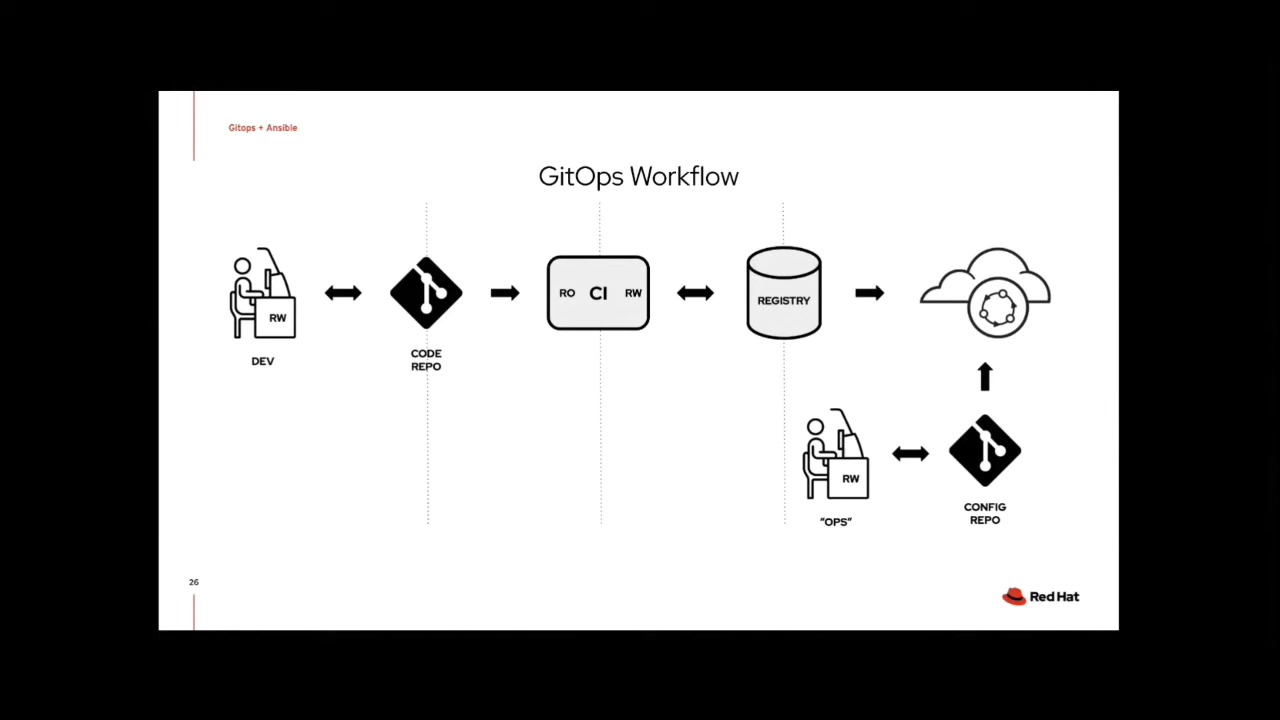 Gitops + Ansible
GitOps Workflow
RW
DEV
CODE
REPO
RO CI RW
REGISTRY
RW
"OPS"
CONFIG
REPO
26
Red Hat